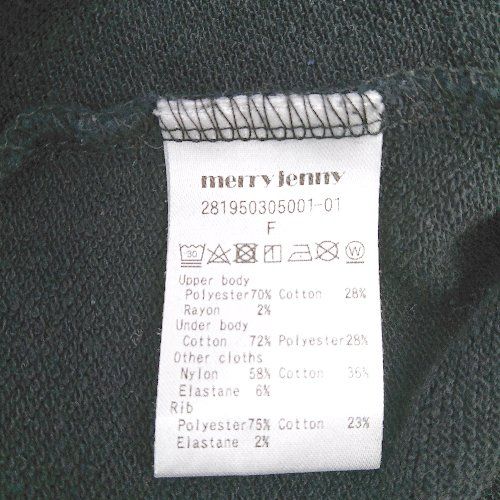 merry jenny
281950305001-01
F
30 W
Upper body
Polyester70% Cotton 28%
Rayon 2%
Under body
Cotton 72% Polyester28%
Other cloths
Nylon 58% Cotton 36%
Elastane 6%
Rib
Polyester75% Cotton 23%
Elastane 2%